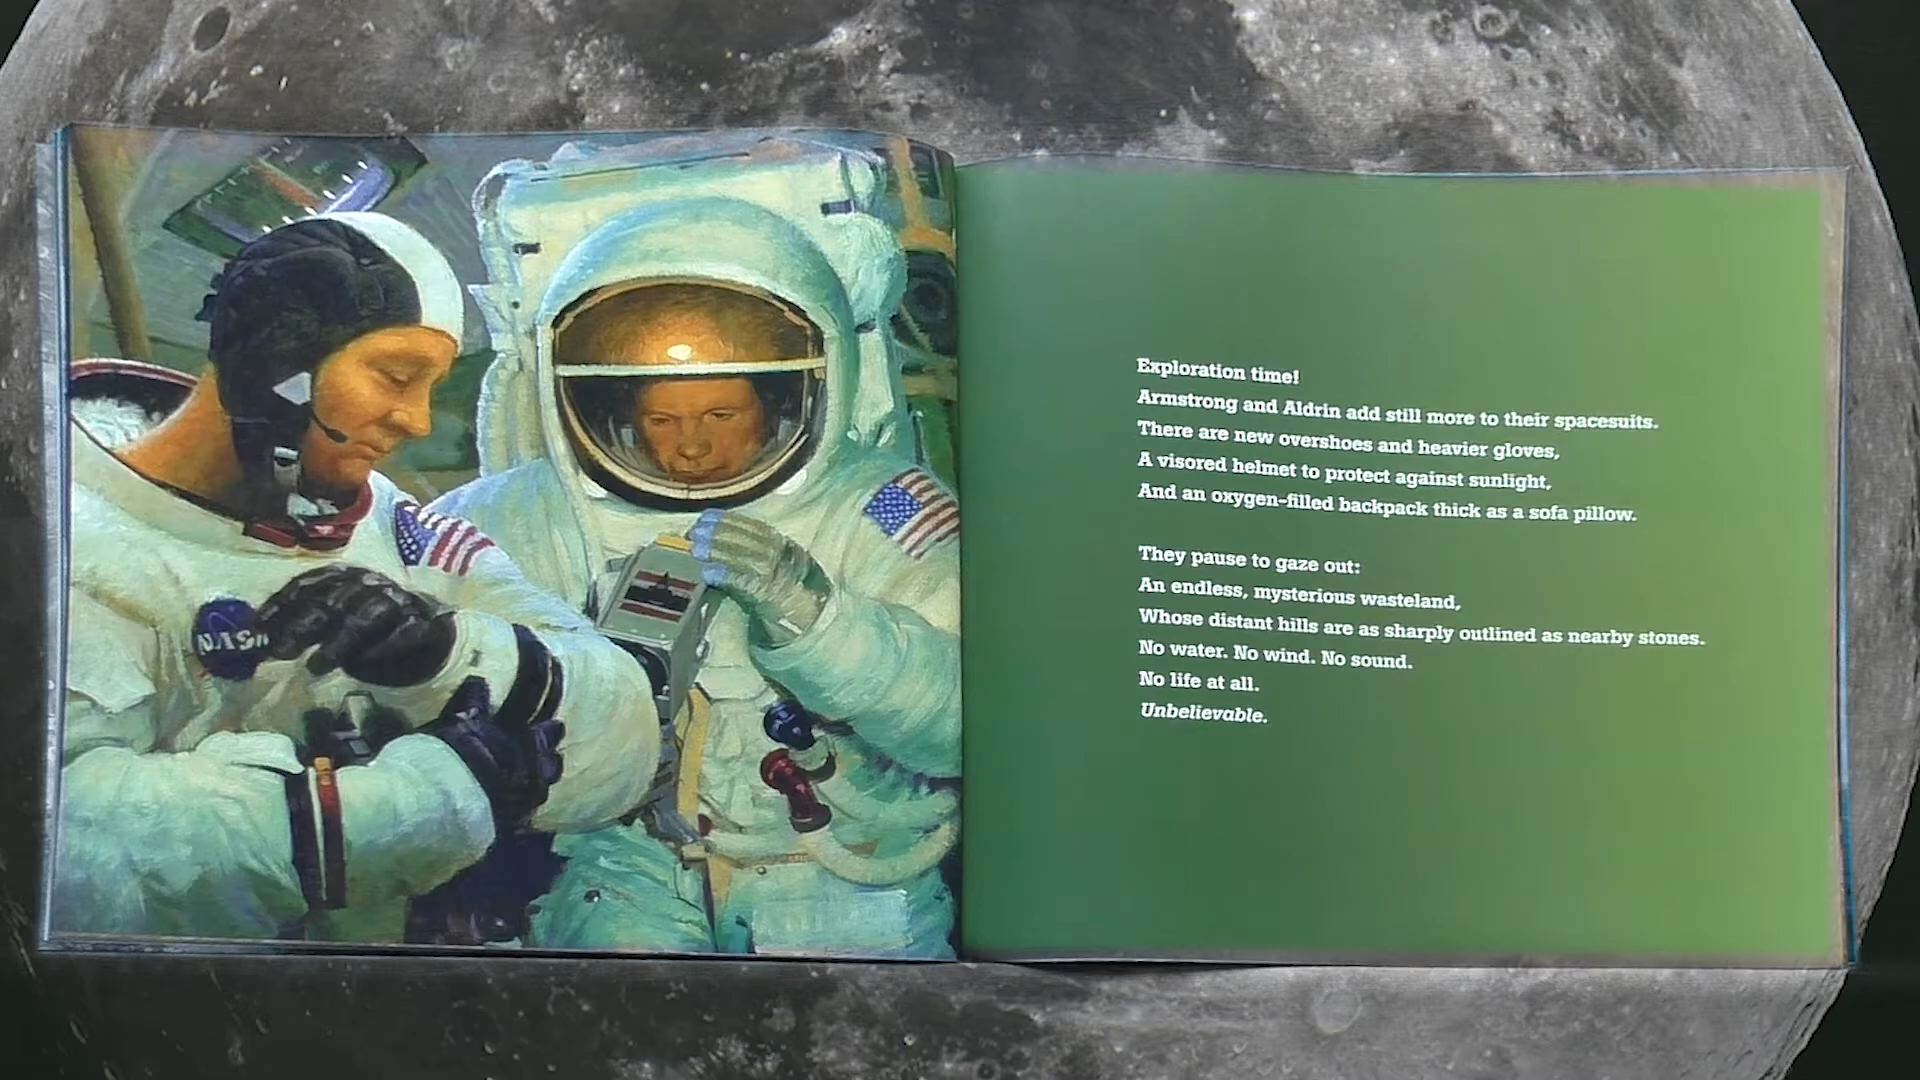 NASA
Exploration time!
Armstrong and Aldrin add still more to their spacesuits.
There are new overshoes and heavier gloves,
A visored helmet to protect against sunlight,
And an oxygen-filled backpack thick as a sofa pillow.
They pause to gaze out:
An endless, mysterious wasteland,
Whose distant hills are as sharply outlined as nearby stones.
No water. No wind. No sound.
No life at all.
Unbelievable.